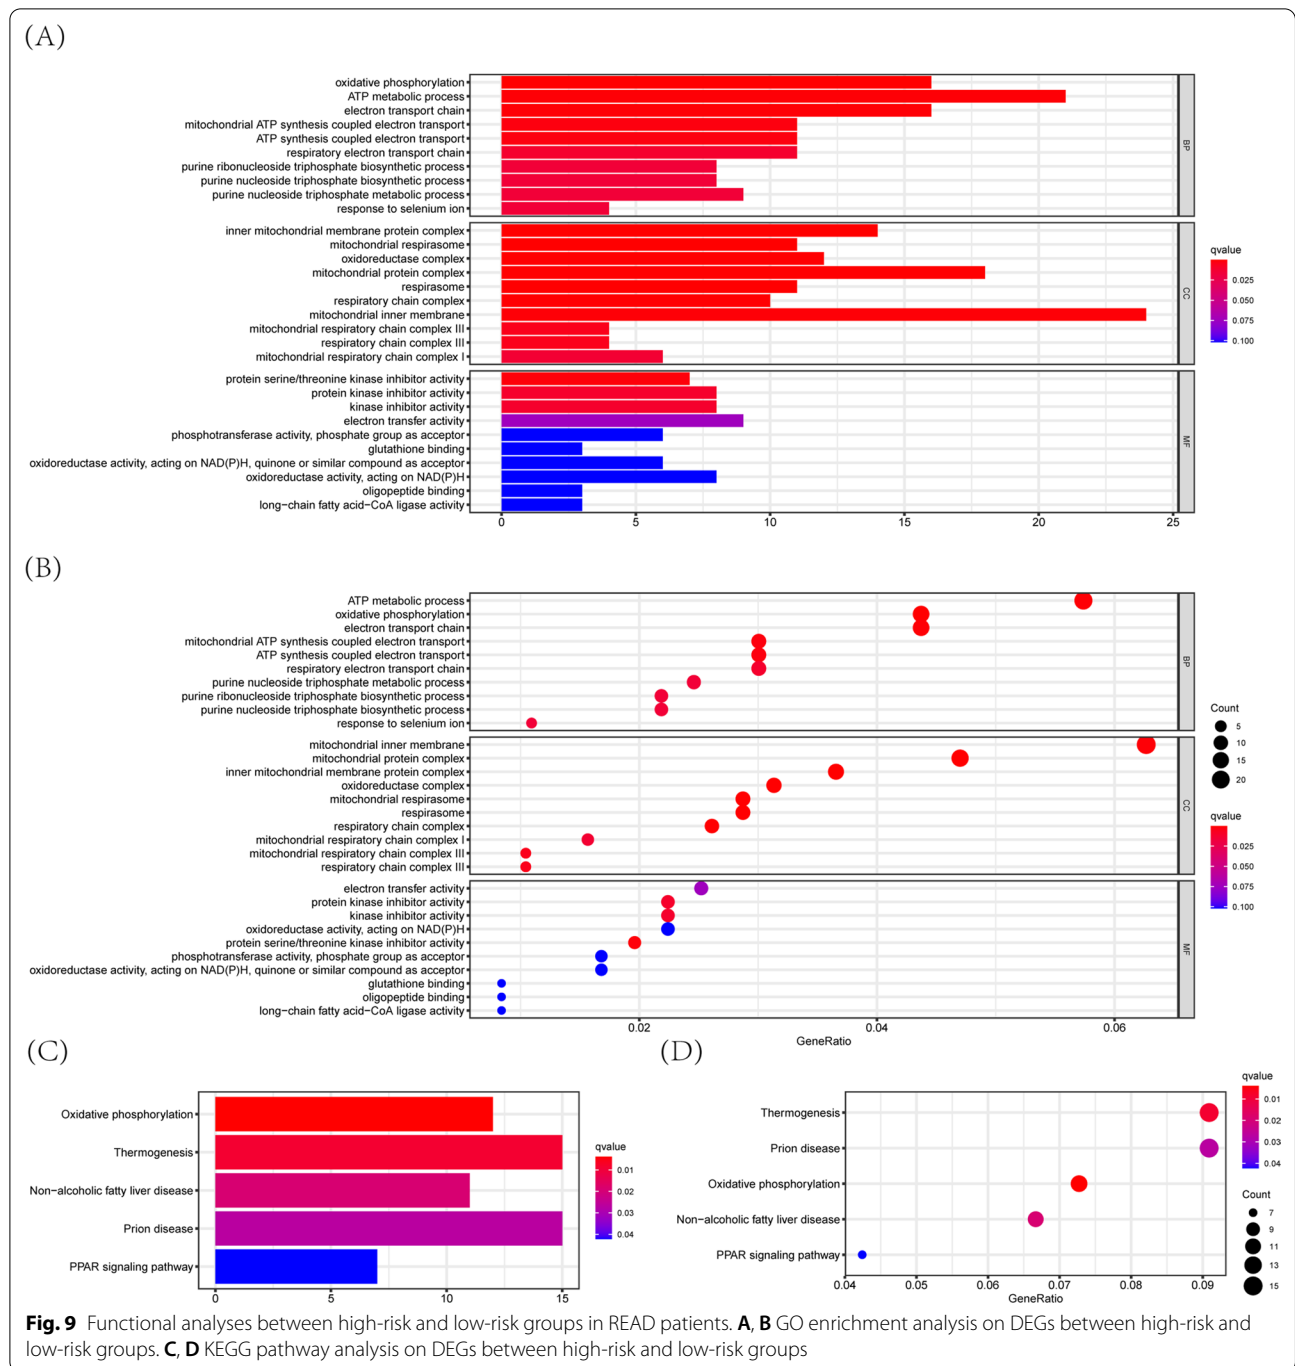 (A)
oxidative phosphorylation
ATP metabolic process
electron transport chain
mitochondrial ATP synthesis coupled electron transport
ATP synthesis coupled electron transport
respiratory electron transport chain
purine ribonucleoside triphosphate biosynthetic process
purine nucleoside triphosphate biosynthetic process
purine nucleoside triphosphate metabolic process
response to selenium ion
BP
inner mitochondrial membrane protein complex
mitochondrial respirasome
oxidoreductase complex
mitochondrial protein complex
respirasome
respiratory chain complex
mitochondrial inner membrane
mitochondrial respiratory chain complex III
respiratory chain complex III
mitochondrial respiratory chain complex I
CC
protein serine/threonine kinase inhibitor activity
protein kinase inhibitor activity
kinase inhibitor activity
electron transfer activity
phosphotransferase activity, phosphate group as acceptor
glutathione binding
oxidoreductase activity, acting on NAD(P)H, quinone or similar compound as acceptor
oxidoreductase activity, acting on NAD(P)H
oligopeptide binding
long−chain fatty acid−CoA ligase activity
MF
0 5 10 15 20 25
qvalue
0.025
0.050
0.075
0.100
(B)
ATP metabolic process
oxidative phosphorylation
electron transport chain
mitochondrial ATP synthesis coupled electron transport
ATP synthesis coupled electron transport
respiratory electron transport chain
purine nucleoside triphosphate metabolic process
purine ribonucleoside triphosphate biosynthetic process
purine nucleoside triphosphate biosynthetic process
response to selenium ion
BP
mitochondrial inner membrane
mitochondrial protein complex
inner mitochondrial membrane protein complex
oxidoreductase complex
mitochondrial respirasome
respirasome
respiratory chain complex
mitochondrial respiratory chain complex I
mitochondrial respiratory chain complex III
respiratory chain complex III
CC
electron transfer activity
protein kinase inhibitor activity
kinase inhibitor activity
oxidoreductase activity, acting on NAD(P)H
protein serine/threonine kinase inhibitor activity
phosphotransferase activity, phosphate group as acceptor
oxidoreductase activity, acting on NAD(P)H, quinone or similar compound as acceptor
glutathione binding
oligopeptide binding
long−chain fatty acid−CoA ligase activity
MF
0.02 0.04 0.06
GeneRatio
Count
5
10
15
20
qvalue
0.025
0.050
0.075
0.100
(C)
Oxidative phosphorylation
Thermogenesis
Non−alcoholic fatty liver disease
Prion disease
PPAR signaling pathway
0 5 10 15
qvalue
0.01
0.02
0.03
0.04
(D)
Thermogenesis
Prion disease
Oxidative phosphorylation
Non−alcoholic fatty liver disease
PPAR signaling pathway
0.04 0.05 0.06 0.07 0.08 0.09
GeneRatio
qvalue
0.01
0.02
0.03
0.04
Count
7
9
11
13
15
Fig. 9 Functional analyses between high-risk and low-risk groups in READ patients. A, B GO enrichment analysis on DEGs between high-risk and
low-risk groups. C, D KEGG pathway analysis on DEGs between high-risk and low-risk groups